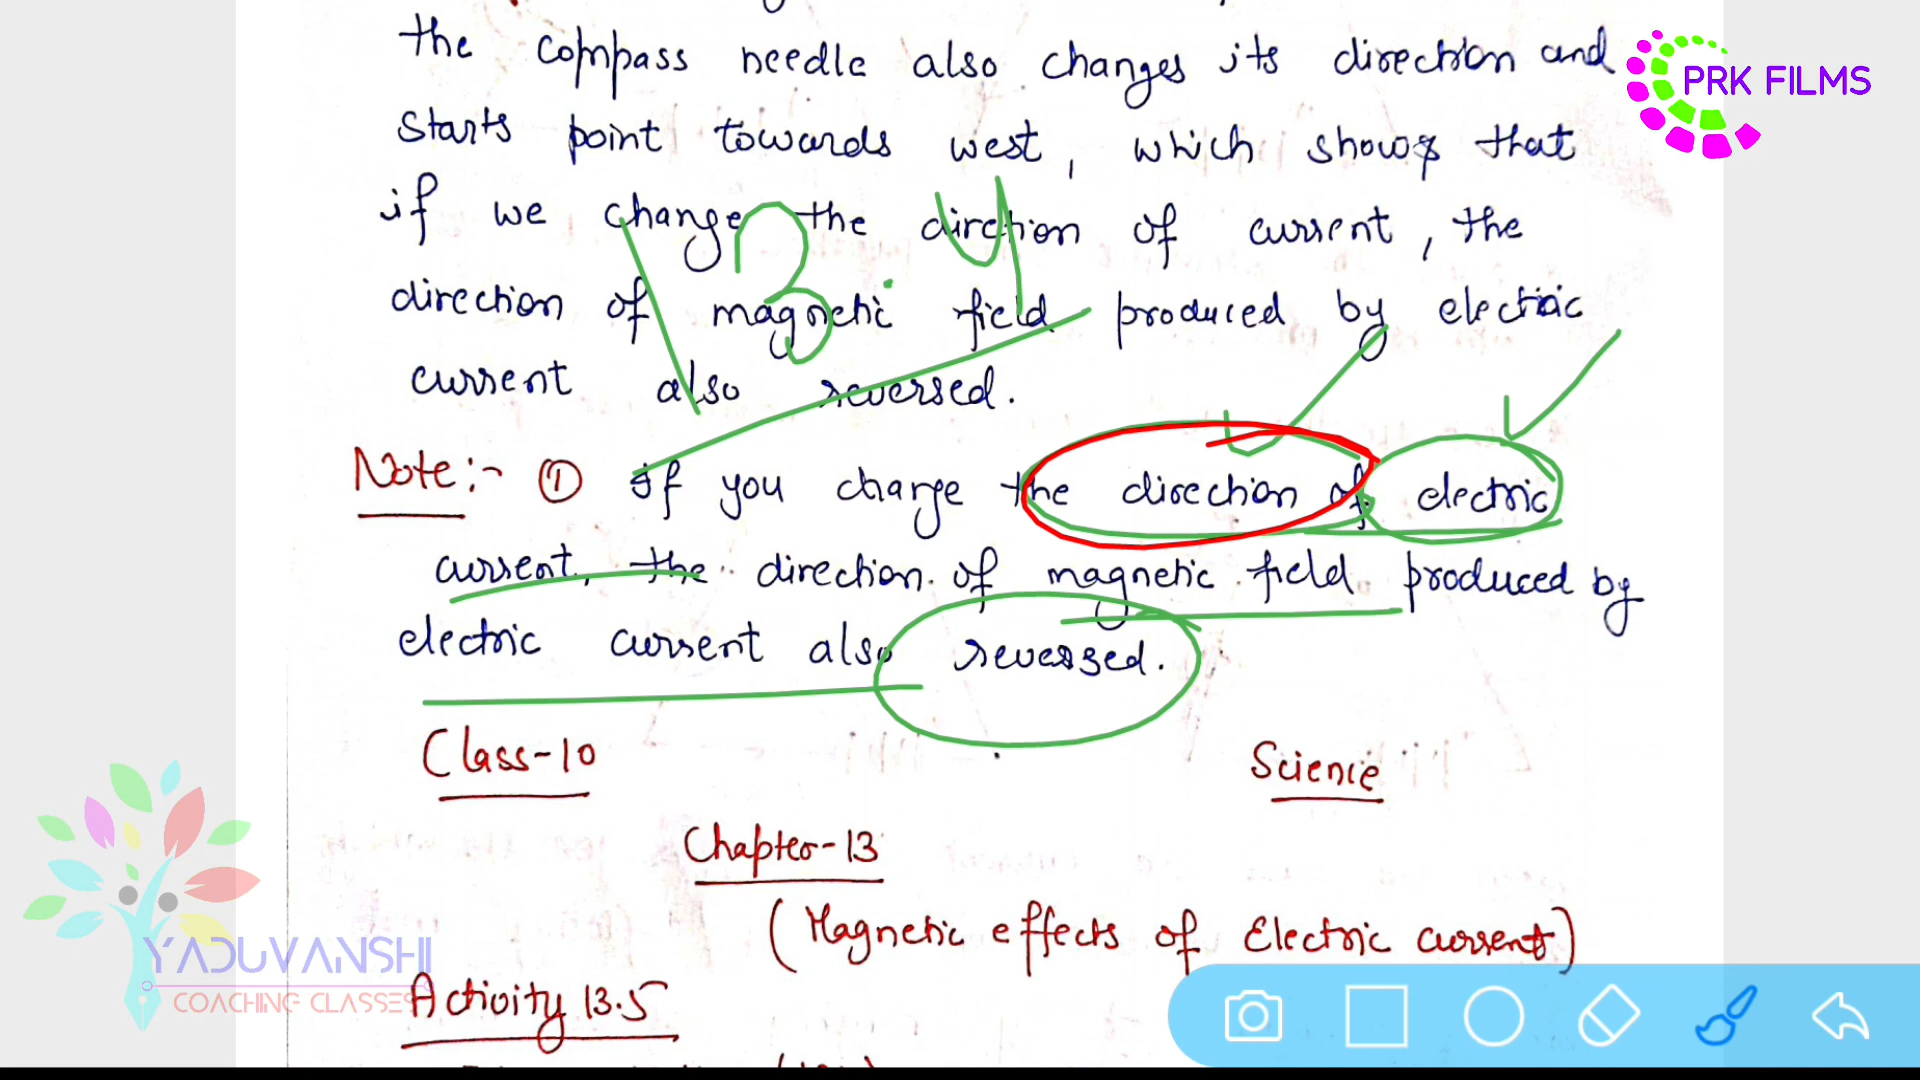 the compass needle also changes its direction and
PRK FILMS
starts point towards west, which shows that
if we change the dirction of current, the
direction of magnetic field produced by electric
current also reversed.
13.4
Note:- ① If you change the direction of electric
current, the direction of magnetic field produced by
electric current also reversed.
Class-10 Science
Chapter-13
(Magnetic effects of Electric current)
YADUVANSHI
COACHING CLASSES
Activity 13.5